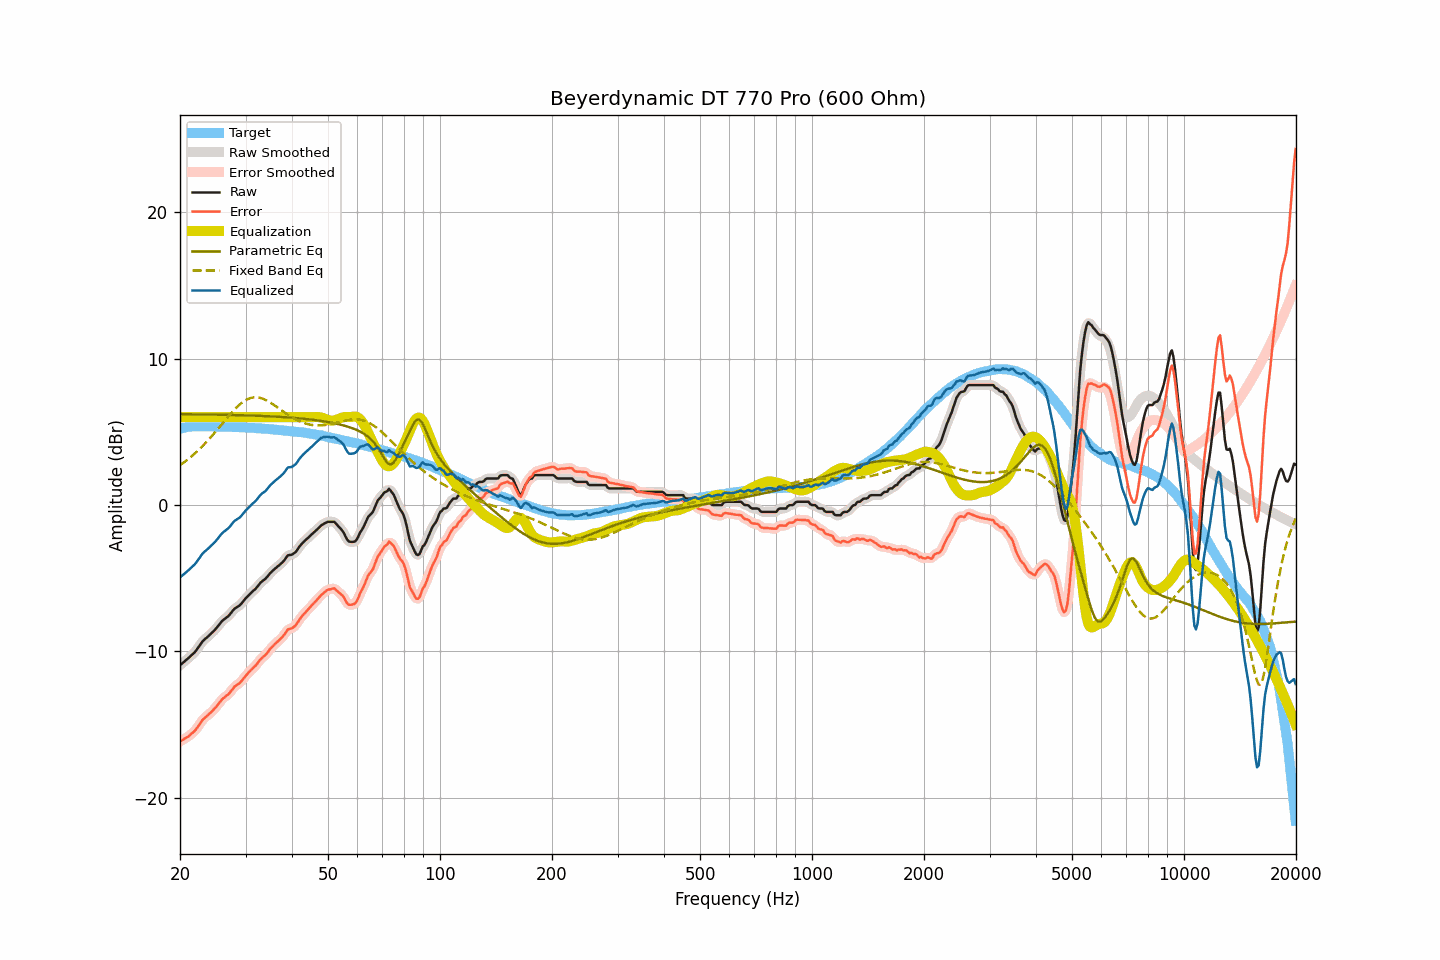 Beyerdynamic DT 770 Pro (600 Ohm)
Target
Raw Smoothed
Error Smoothed
Raw
Error
Equalization
Parametric Eq
Fixed Band Eq
Equalized
Amplitude (dBr)
20
10
0
−10
−20
20 50 100 200 500 1000 2000 5000 10000 20000
Frequency (Hz)